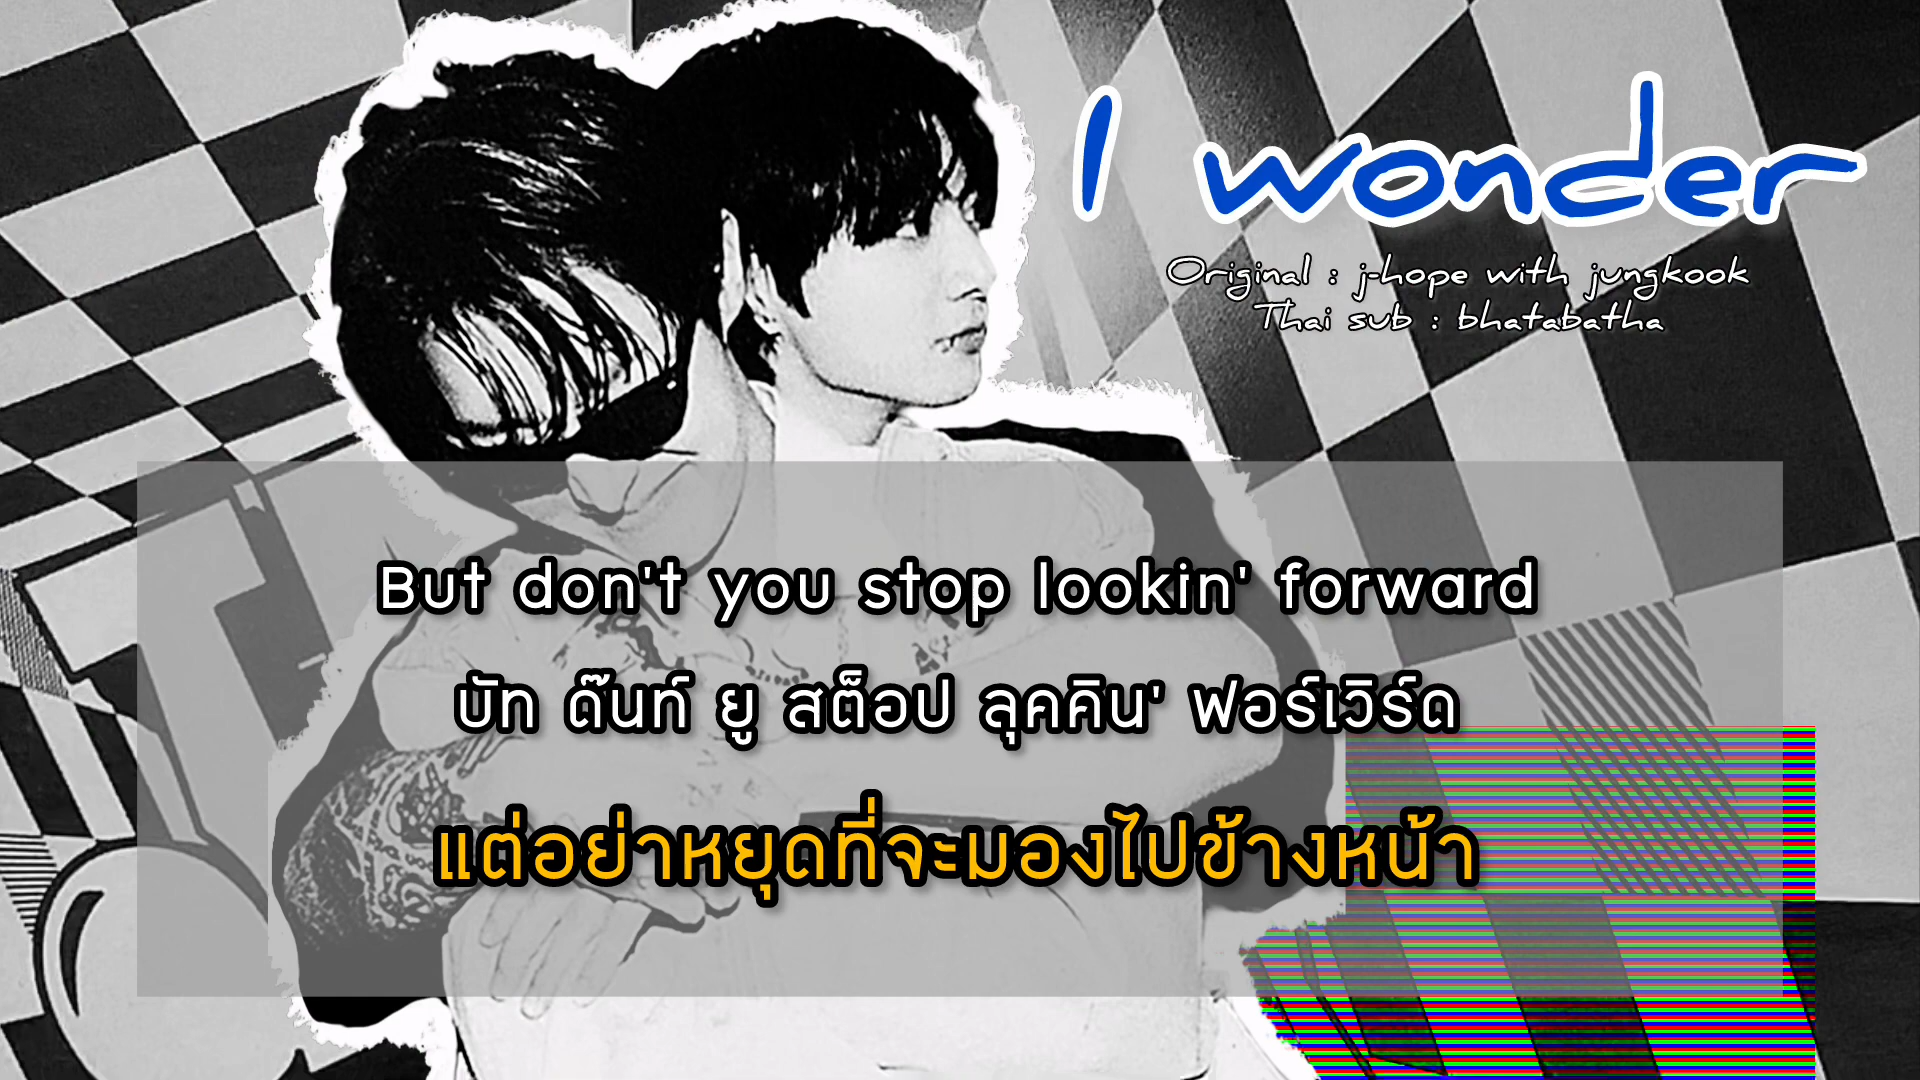 I wonder
Original : j-hope with jungkook
Thai sub : bhatabatha
But don't you stop lookin' forward
บัท ด๊นท์ ยู สต็อป ลุคคิน' ฟอร์เวิร์ด
แต่อย่าหยุดที่จะมองไปข้างหน้า